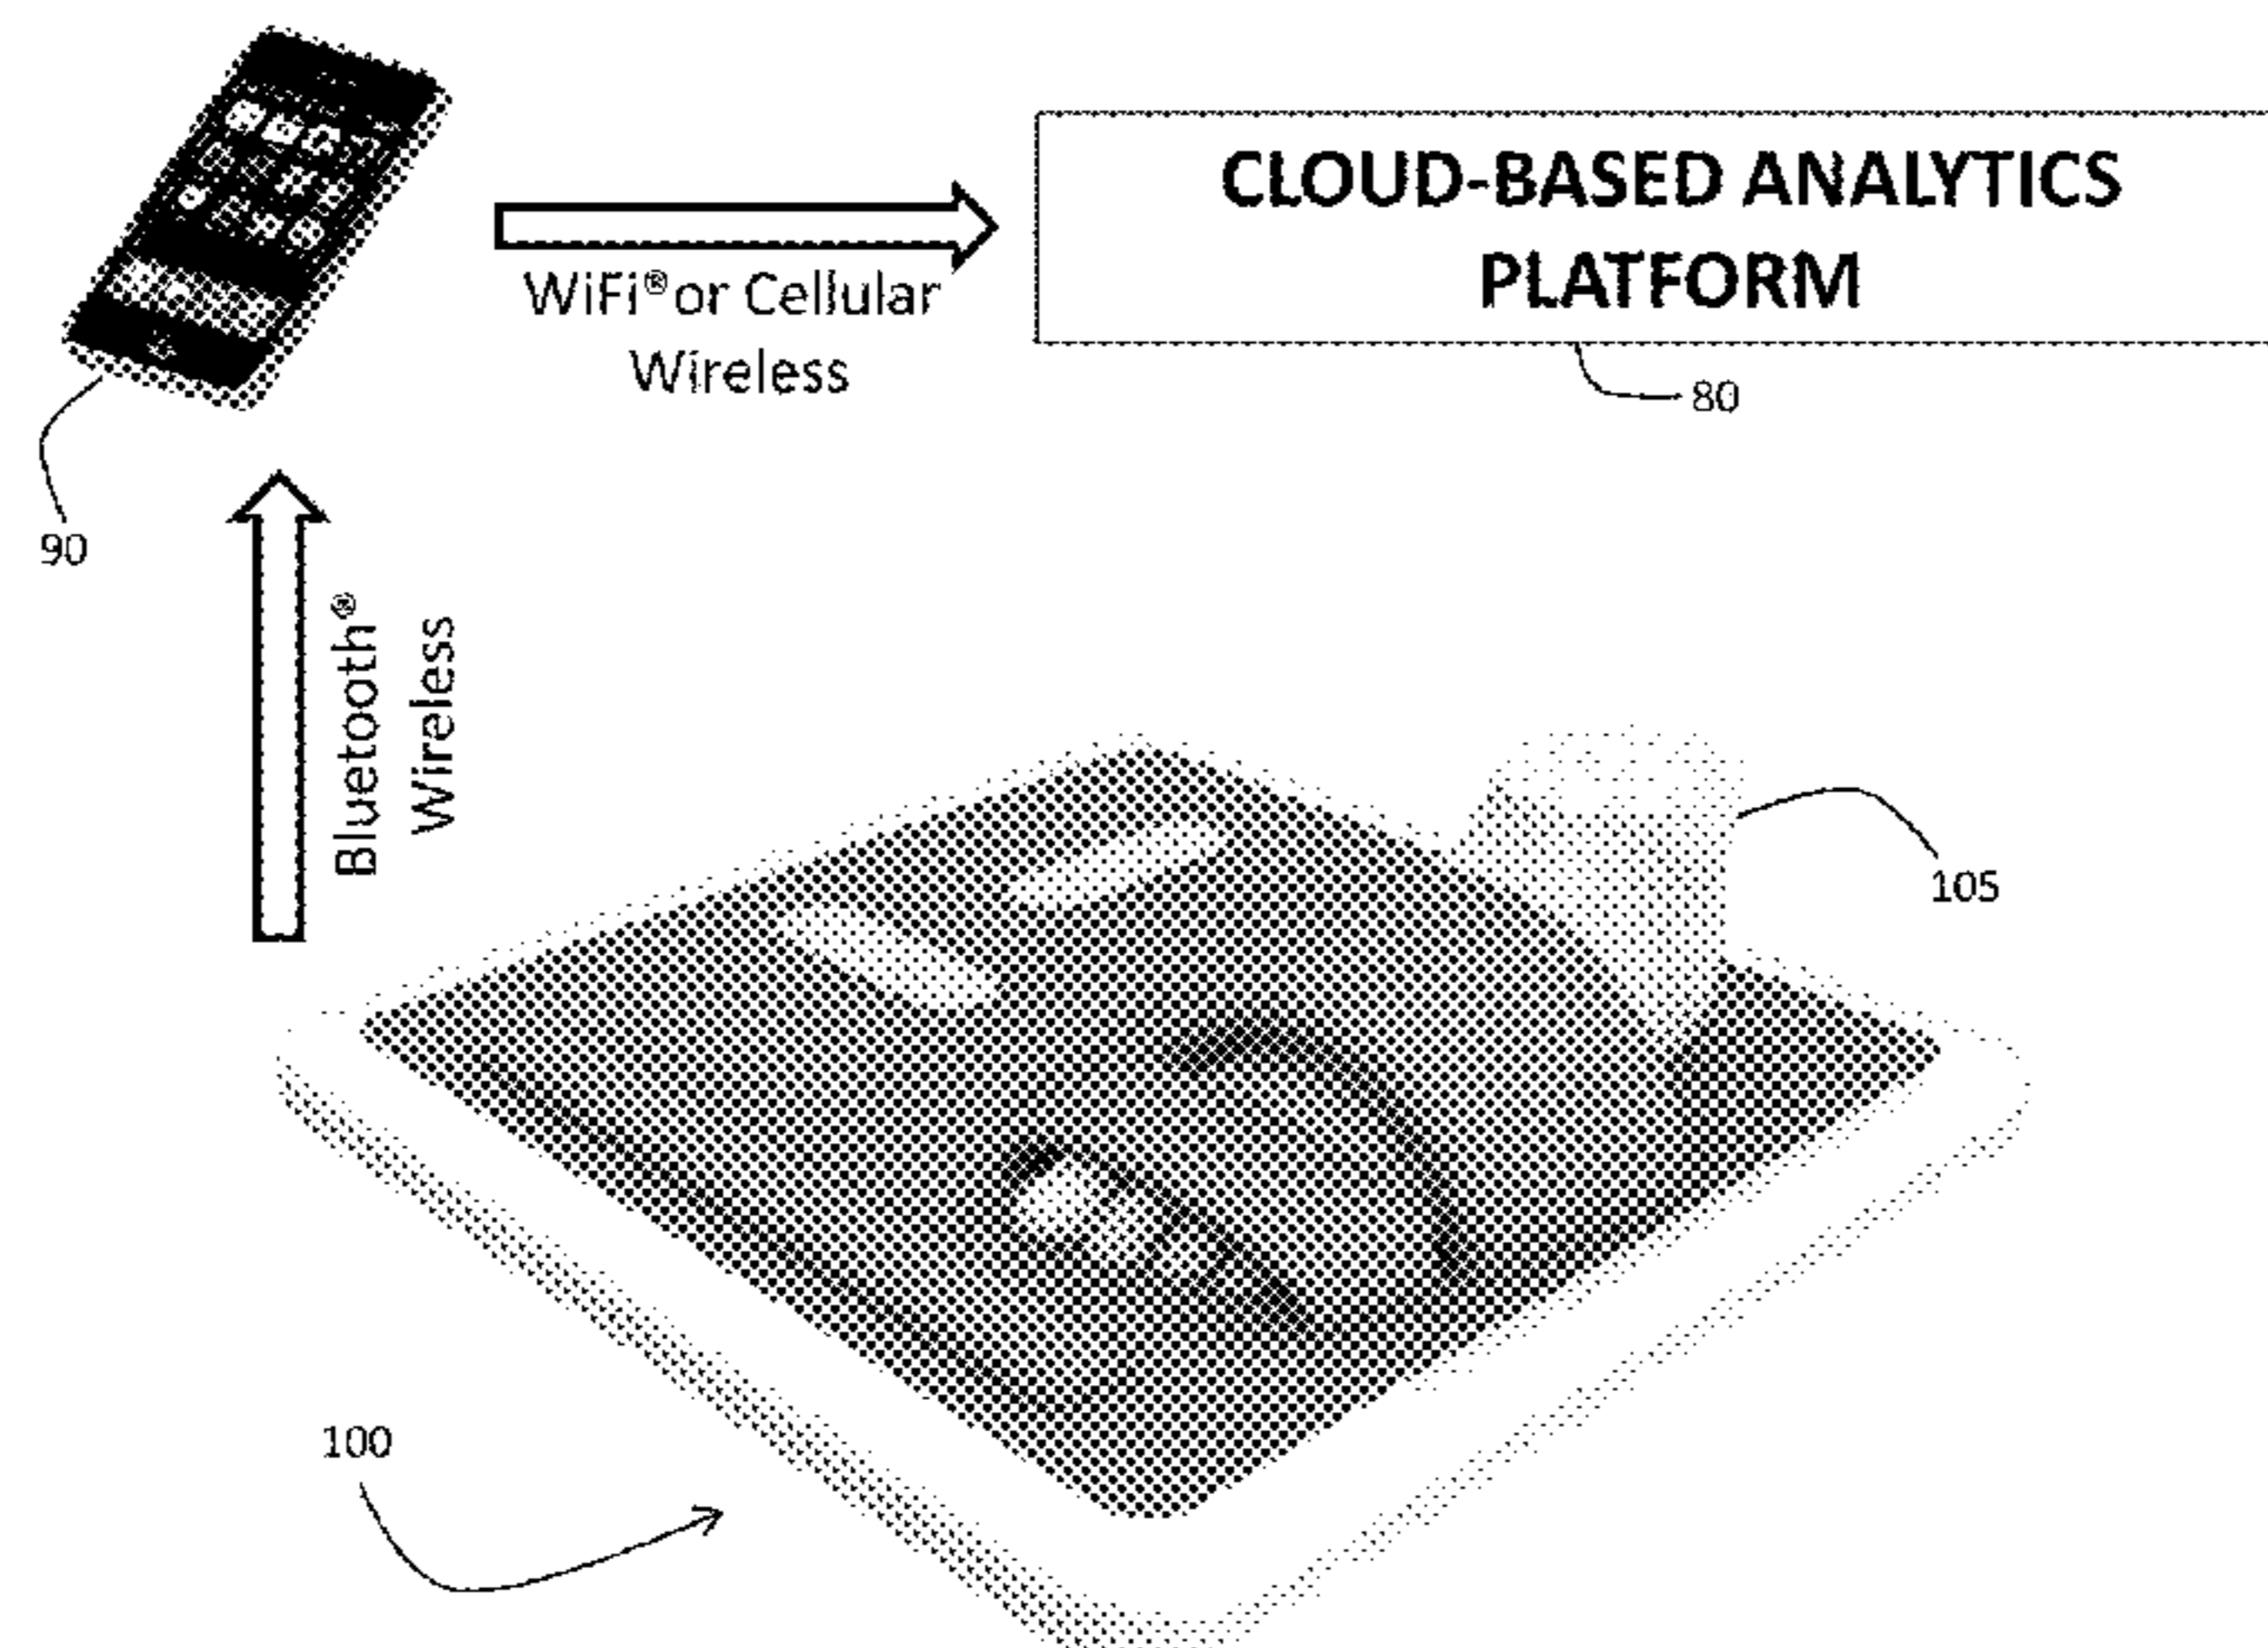 CLOUD-BASED ANALYTICS
PLATFORM
WiFi® or Cellular
Wireless
80
90
Bluetooth®
Wireless
105
100